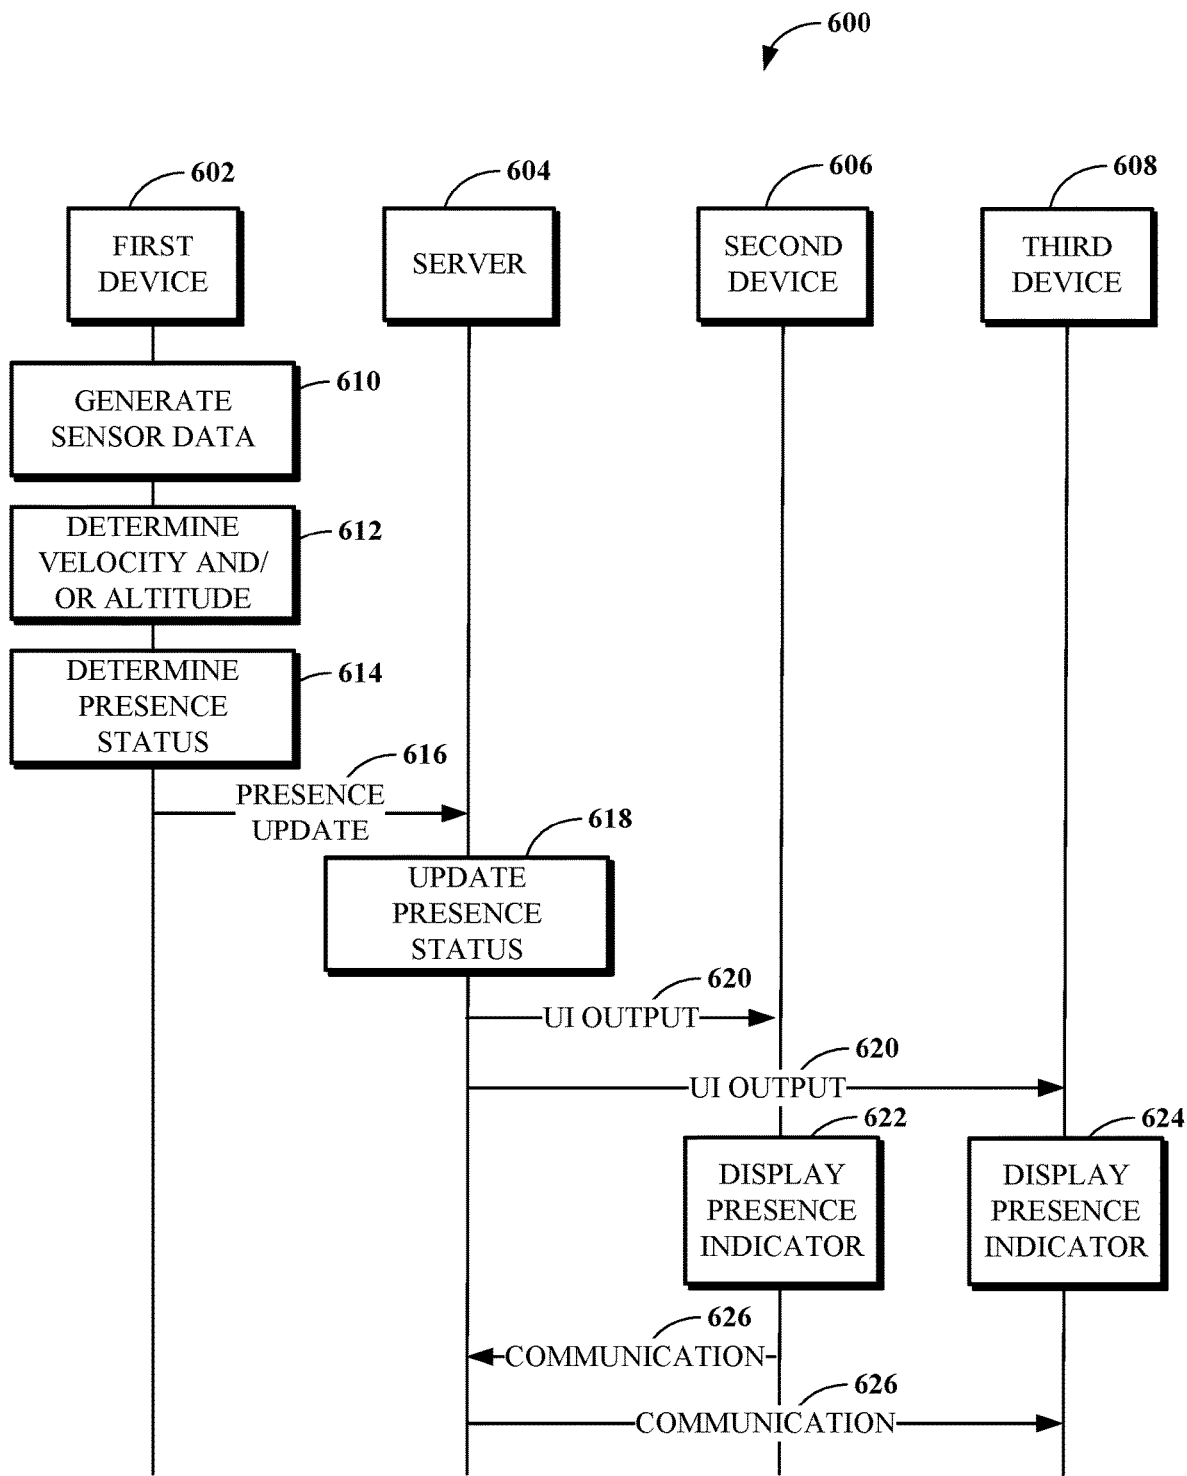 600
602
604
606
608
FIRST
DEVICE
SERVER
SECOND
DEVICE
THIRD
DEVICE
610
GENERATE
SENSOR DATA
612
DETERMINE
VELOCITY AND/
OR ALTITUDE
614
DETERMINE
PRESENCE
STATUS
616
PRESENCE
UPDATE
618
UPDATE
PRESENCE
STATUS
620
UI OUTPUT
620
UI OUTPUT
622
DISPLAY
PRESENCE
INDICATOR
624
DISPLAY
PRESENCE
INDICATOR
626
COMMUNICATION
626
COMMUNICATION